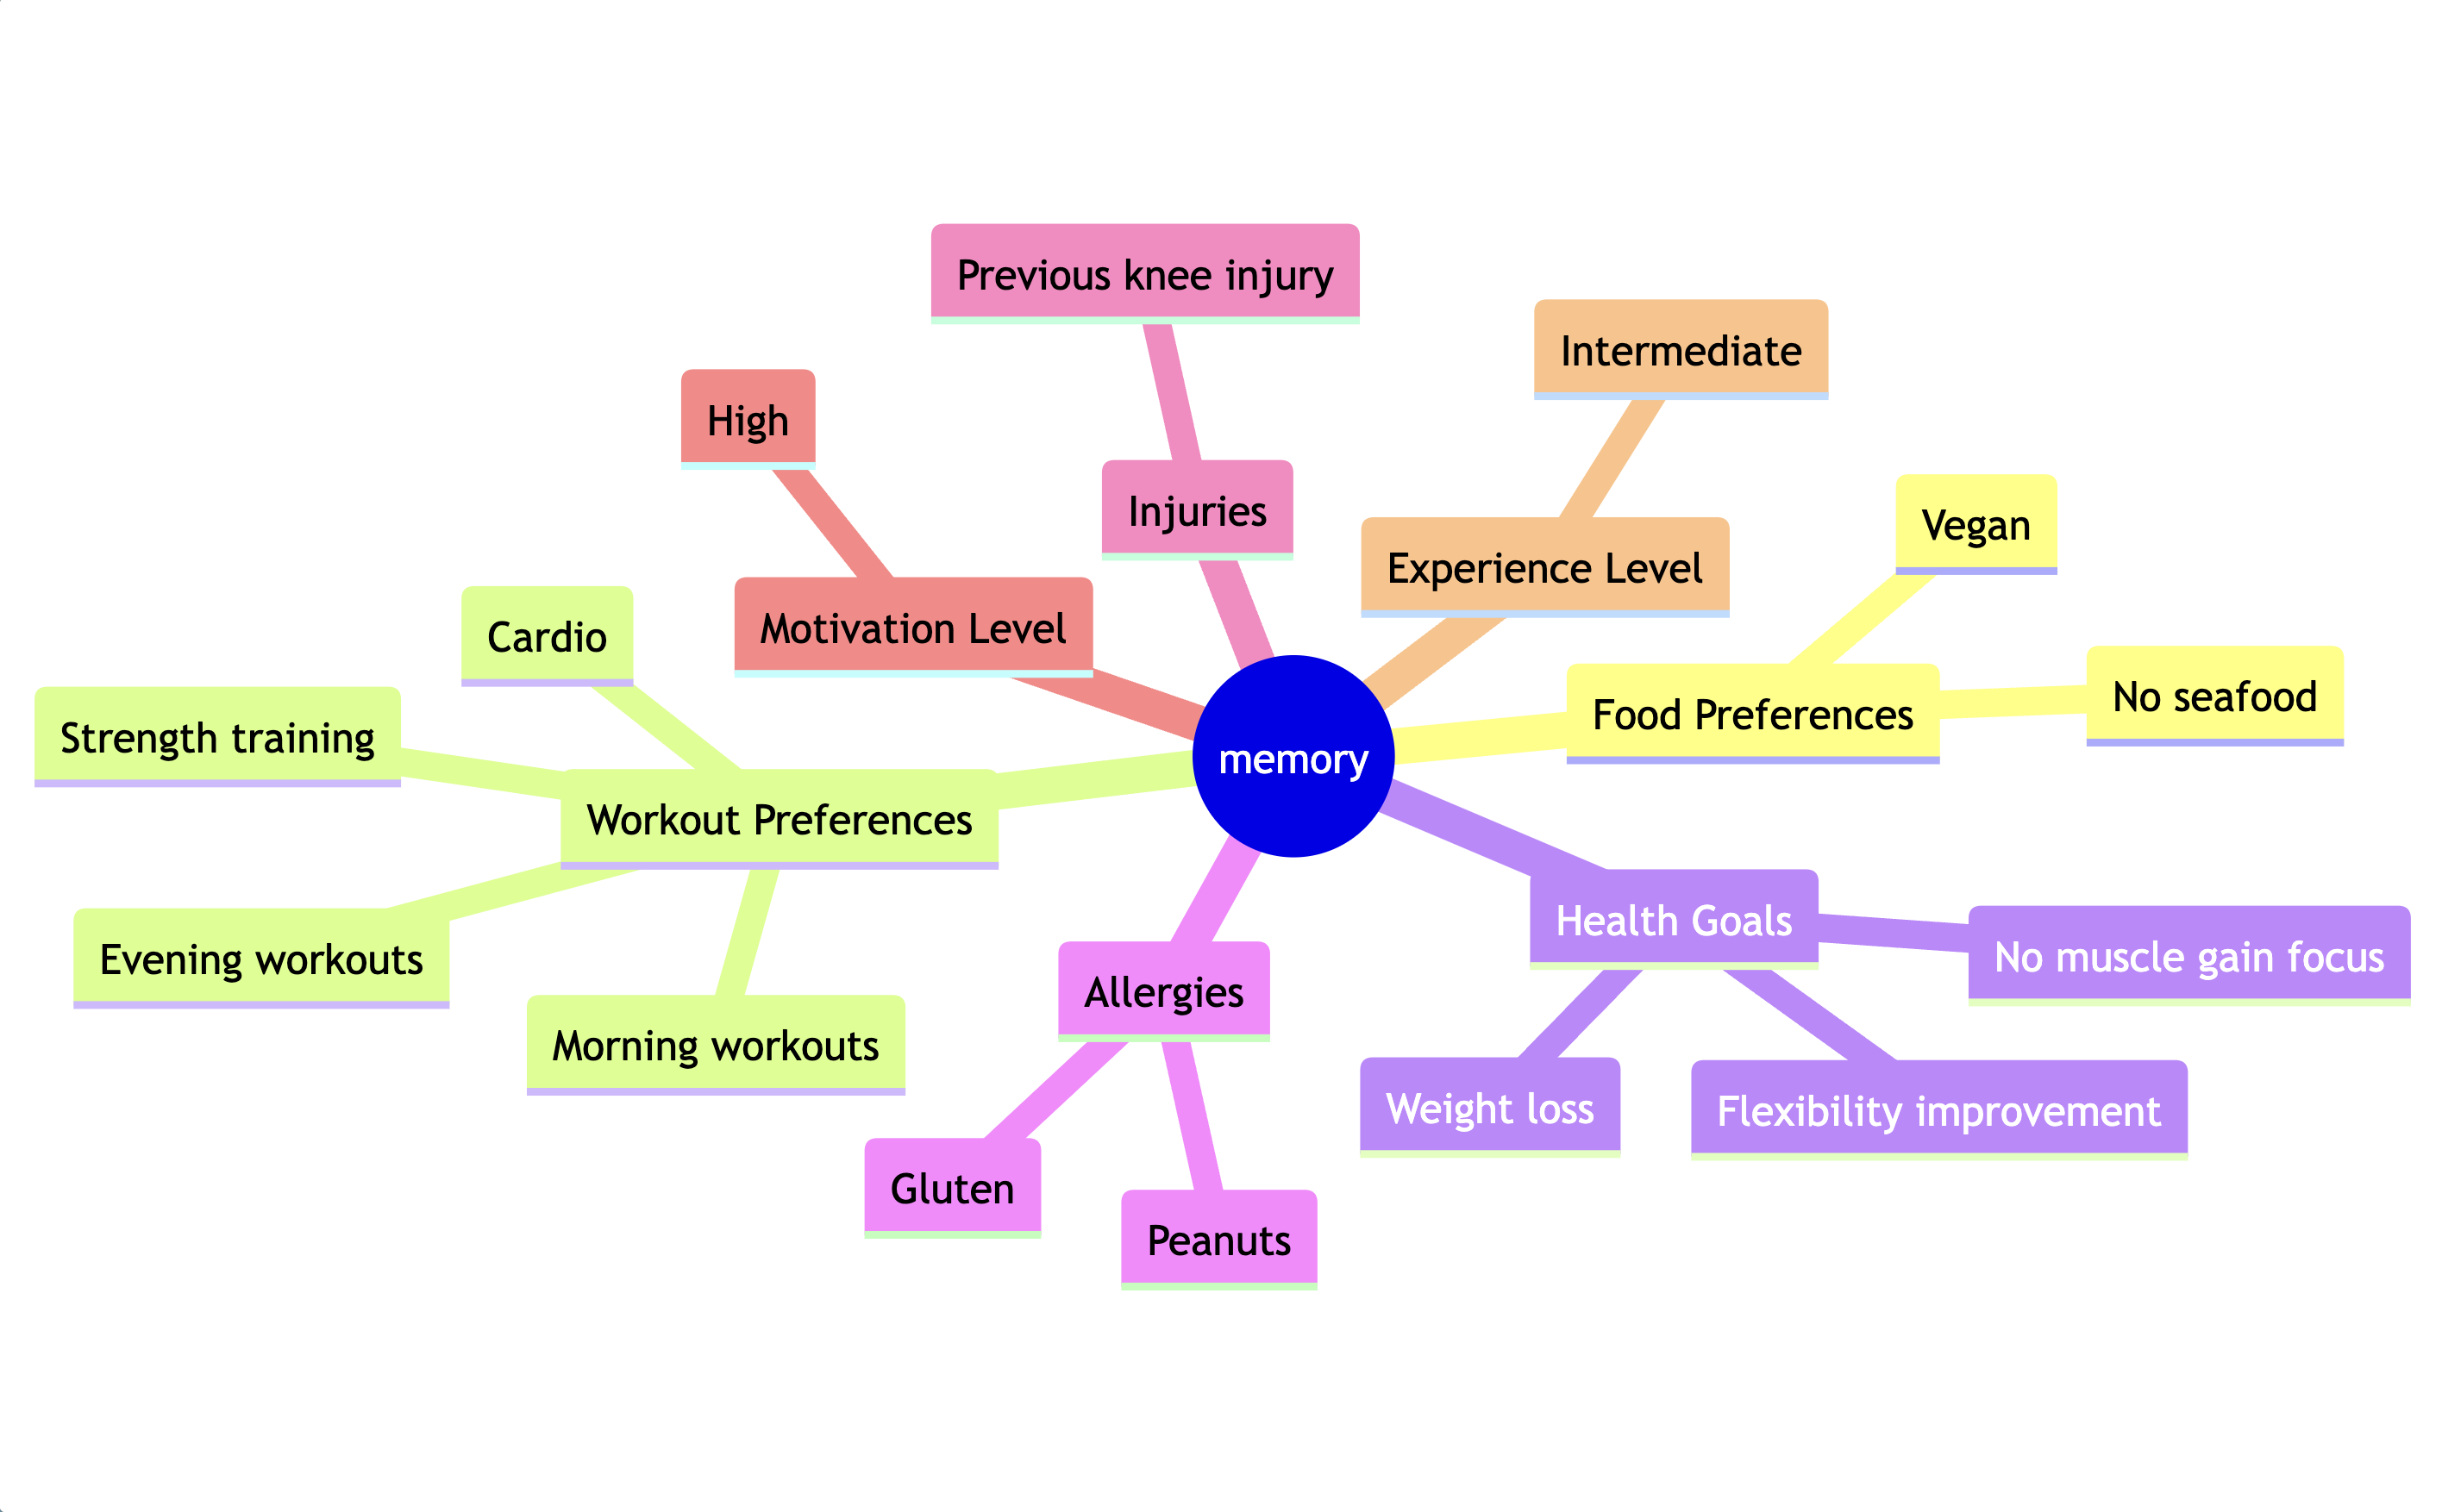 Previous knee injury
Intermediate
High
Injuries
Vegan
Experience Level
Cardio
Motivation Level
No seafood
Food Preferences
Strength training
memory
Workout Preferences
Health Goals
No muscle gain focus
Evening workouts
Allergies
Morning workouts
Weight loss
Flexibility improvement
Gluten
Peanuts